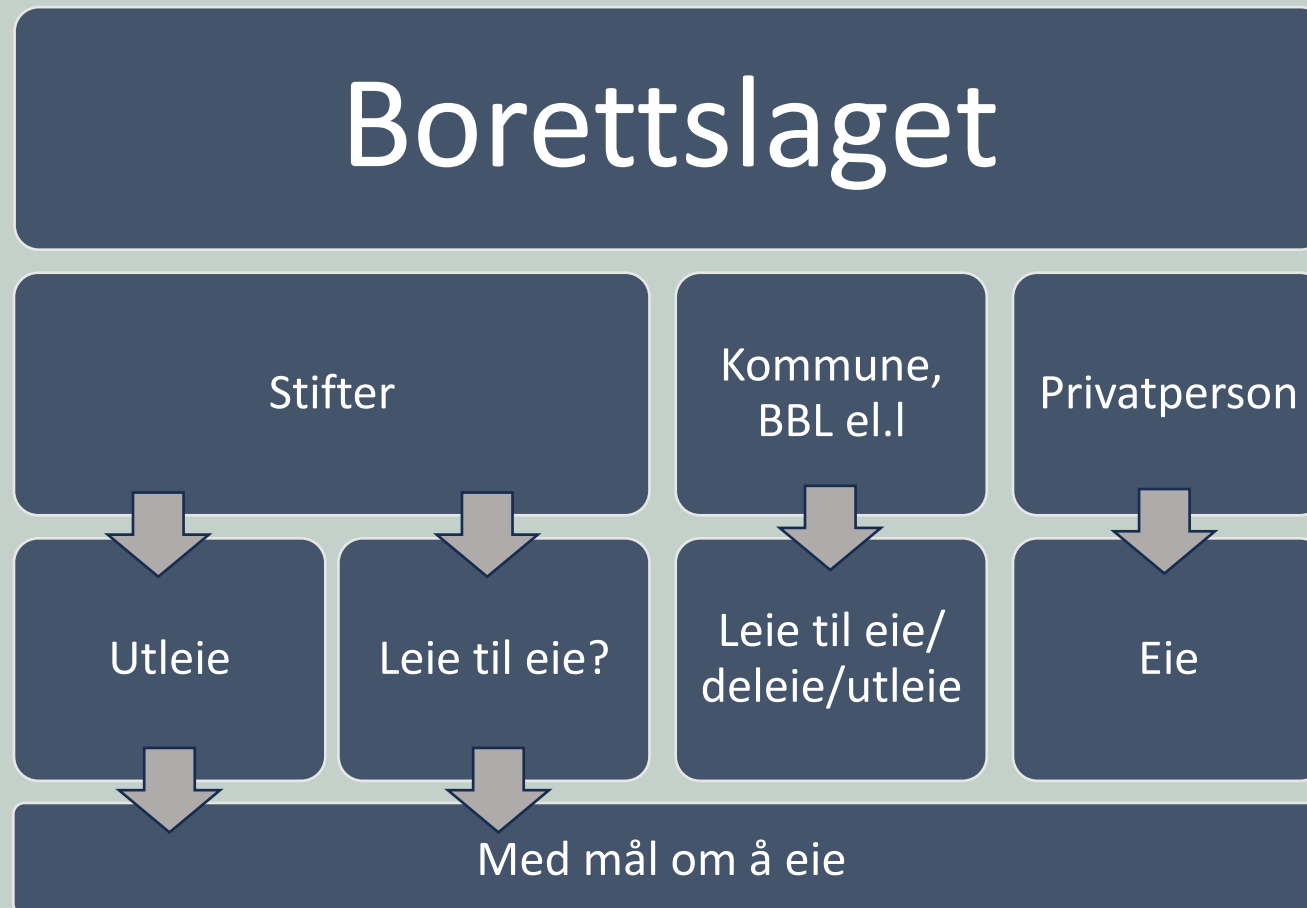 Borettslaget
Stifter
Kommune,
BBL el.l
Privatperson
Utleie
Leie til eie?
Leie til eie/
deleie/utleie
Eie
Med mål om å eie